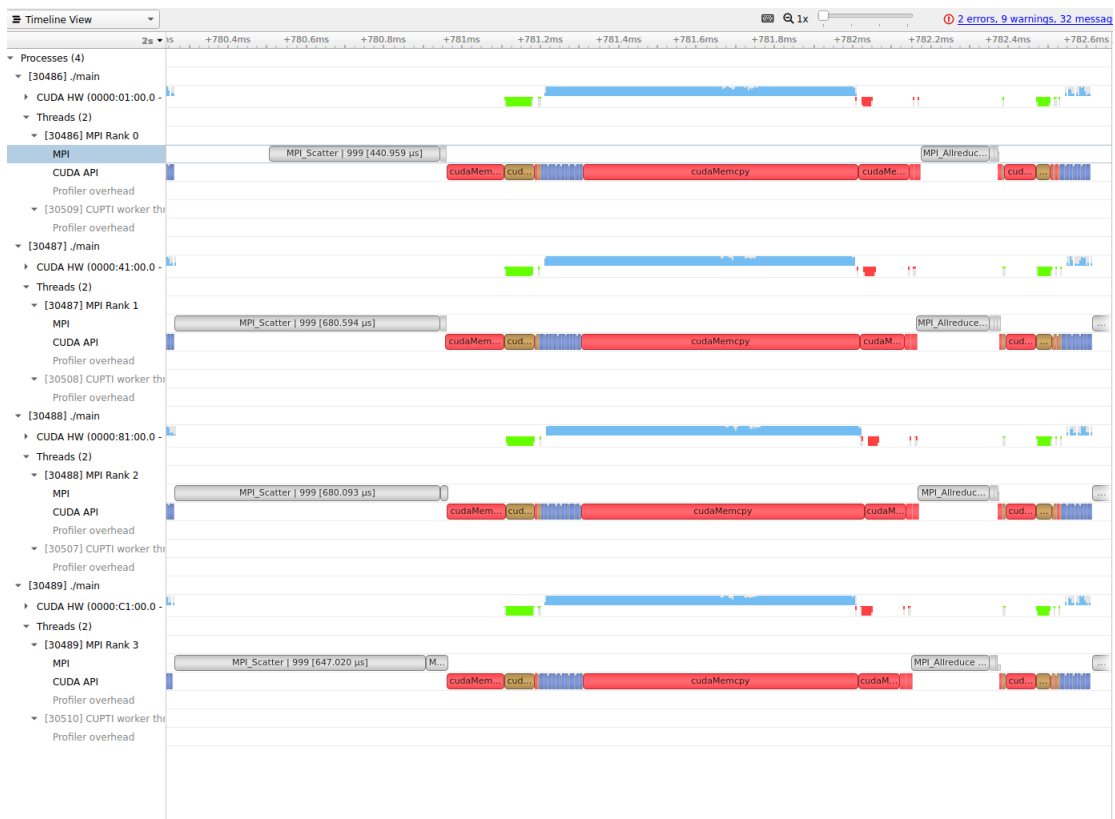 Timeline View 1x 2 errors, 9 warnings, 32 messag
2s +780.4ms +780.6ms +780.8ms +781ms +781.2ms +781.4ms +781.6ms +781.8ms +782ms +782.2ms +782.4ms +782.6ms
Processes (4)
[30486] ./main
CUDA HW (0000:01:00.0 -
Threads (2)
[30486] MPI Rank 0
MPI MPI_Scatter | 999 [440.959 µs] MPI_Allreduc...
CUDA API cudaMem... cud... cudaMemcpy cudaMe... cud... ...
Profiler overhead
[30509] CUPTI worker thr
Profiler overhead
[30487] ./main
CUDA HW (0000:41:00.0 -
Threads (2)
[30487] MPI Rank 1
MPI MPI_Scatter | 999 [680.594 µs] MPI_Allreduce... ...
CUDA API cudaMem... cud... cudaMemcpy cudaM... cud... ...
Profiler overhead
[30508] CUPTI worker thr
Profiler overhead
[30488] ./main
CUDA HW (0000:81:00.0 -
Threads (2)
[30488] MPI Rank 2
MPI MPI_Scatter | 999 [680.093 µs] MPI_Allreduc... ...
CUDA API cudaMem... cud... cudaMemcpy cudaM... cud... ...
Profiler overhead
[30507] CUPTI worker thr
Profiler overhead
[30489] ./main
CUDA HW (0000:C1:00.0 -
Threads (2)
[30489] MPI Rank 3
MPI MPI_Scatter | 999 [647.020 µs] M... MPI_Allreduce ... ...
CUDA API cudaMem... cud... cudaMemcpy cudaM... cud... ...
Profiler overhead
[30510] CUPTI worker thr
Profiler overhead